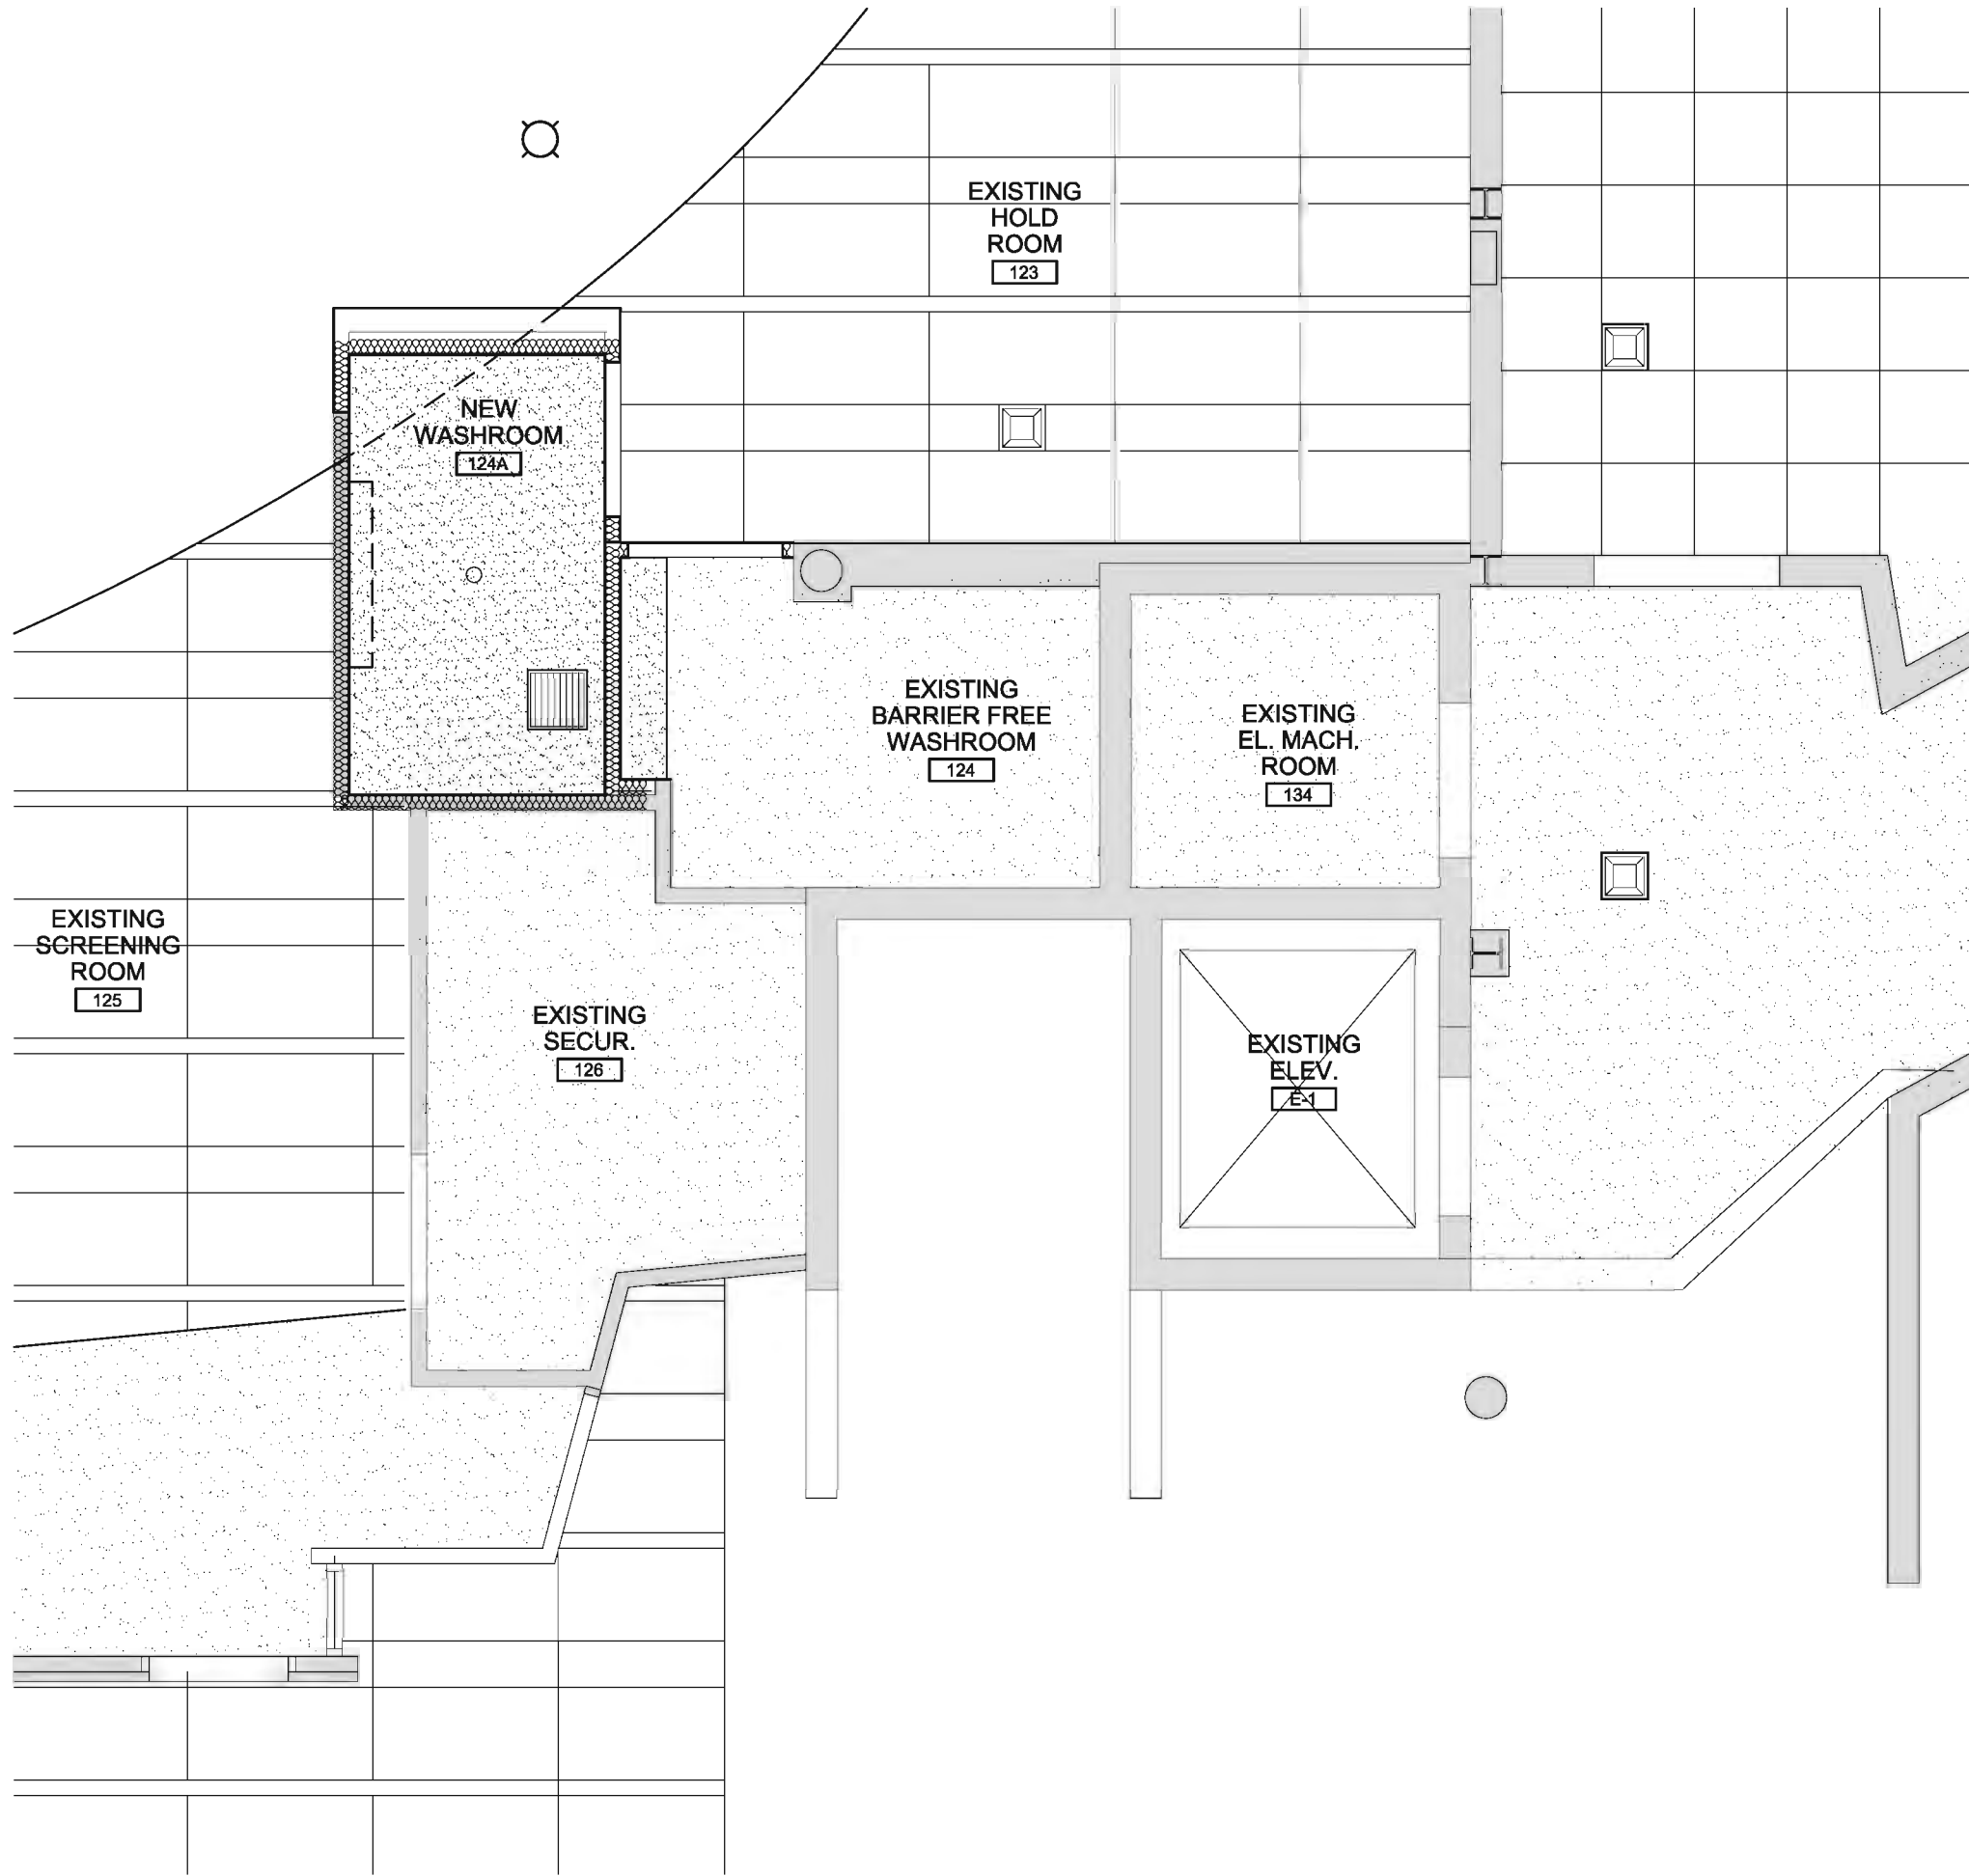 EXISTING
HOLD
ROOM
123
NEW
WASHROOM
124A
EXISTING
BARRIER FREE
WASHROOM
124
EXISTING
EL. MACH.
ROOM
134
EXISTING
SCREENING
ROOM
125
EXISTING
SECUR.
126
EXISTING
ELEV.
E-1